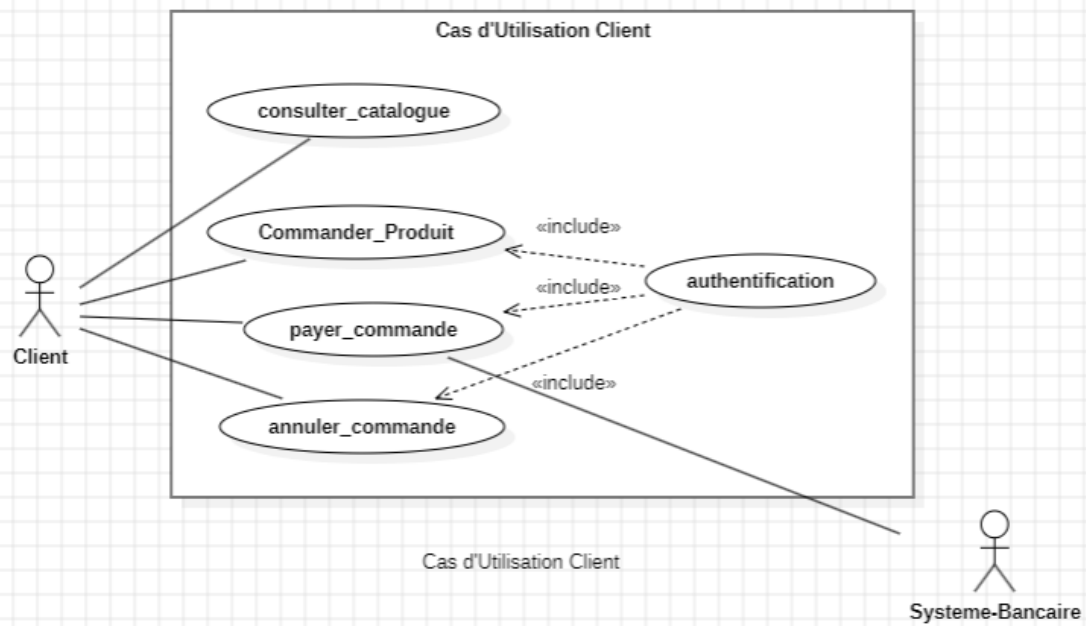 Cas d'Utilisation Client
consulter_catalogue
Commander_Produit
«include»
authentification
«include»
payer_commande
Client
«include»
annuler_commande
Cas d'Utilisation Client
Systeme-Bancaire